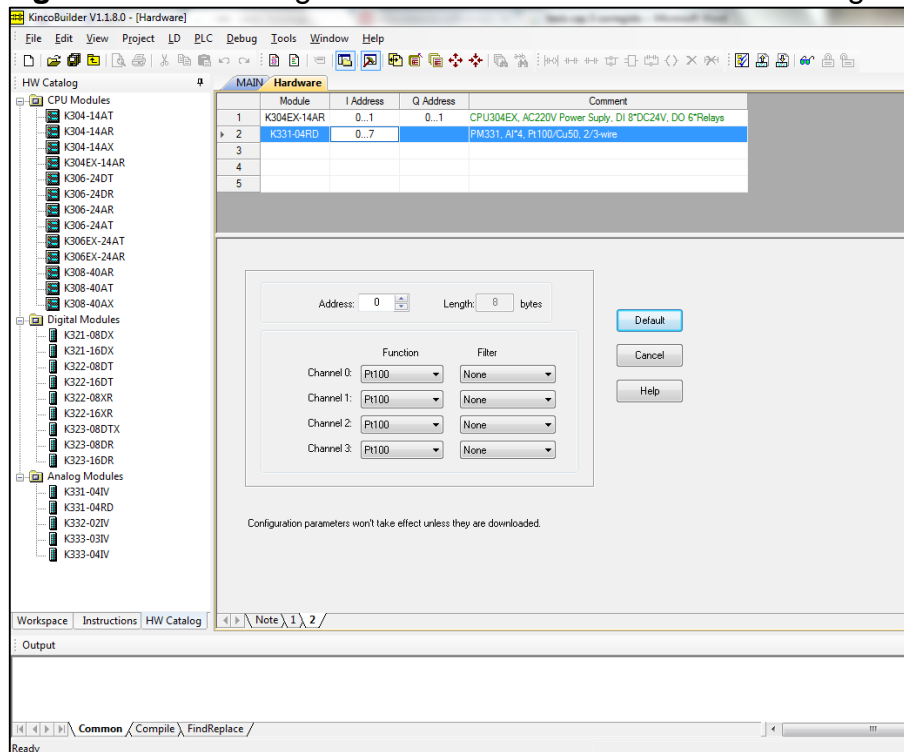 KincoBuilder V1.1.8.0 - [Hardware]
File Edit View Project LD PLC Debug Tools Window Help
HW Catalog
MAIN Hardware
CPU Modules
K304-14AT
K304-14AR
K304-14AX
K304EX-14AR
K306-24DT
K306-24DR
K306-24AR
K306-24AT
K306EX-24AT
K306EX-24AR
K308-40AR
K308-40AT
K308-40AX
Digital Modules
K321-08DX
K321-16DX
K322-08DT
K322-16DT
K322-08XR
K322-16XR
K323-08DTX
K323-08DR
K323-16DR
Analog Modules
K331-04IV
K331-04RD
K332-02IV
K333-03IV
K333-04IV
Workspace Instructions HW Catalog
Module I Address Q Address Comment
1 K304EX-14AR 0...1 0...1 CPU304EX, AC220V Power Suply, DI 8*DC24V, DO 6*Relays
2 K331-04RD 0...7 PM331, AI*4, Pt100/Cu50, 2/3-wire
3
4
5
Address: 0 Length: 8 bytes
Function Filter
Channel 0: Pt100 None
Channel 1: Pt100 None
Channel 2: Pt100 None
Channel 3: Pt100 None
Default
Cancel
Help
Configuration parameters won't take effect unless they are downloaded.
Note 1 2
Output
Common Compile FindReplace
Ready